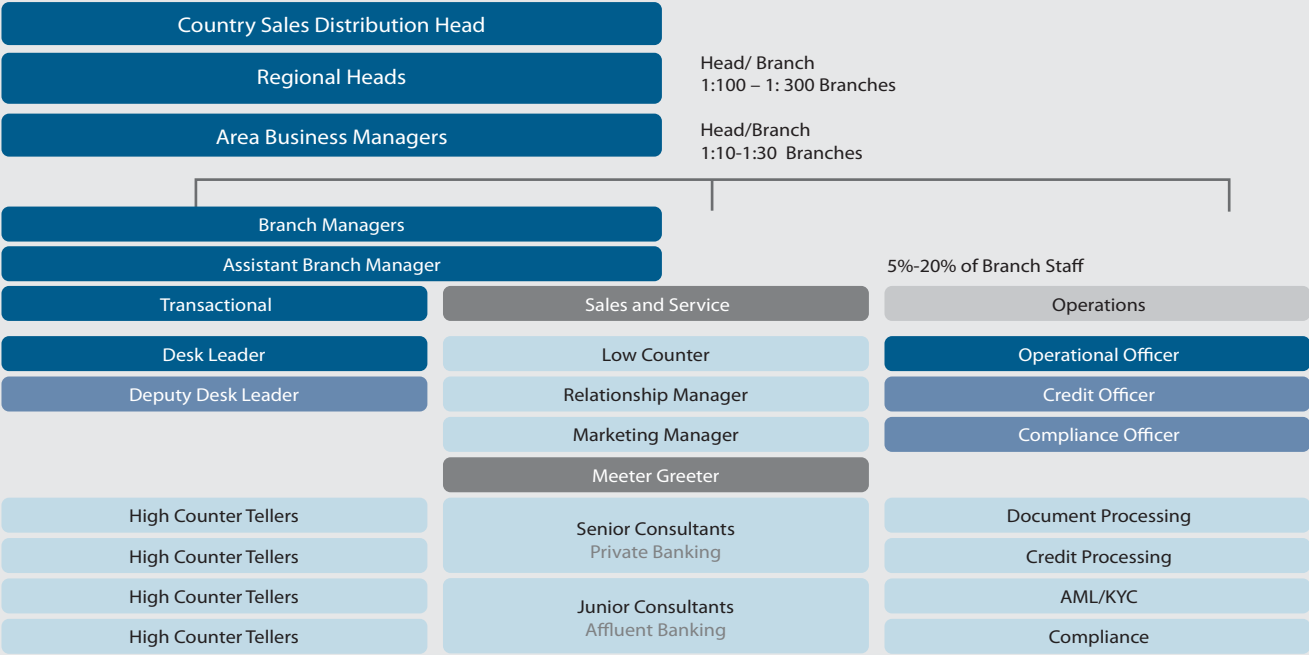 Country Sales Distribution Head
Regional Heads
Head/ Branch
1:100 – 1: 300 Branches
Area Business Managers
Head/Branch
1:10-1:30 Branches
Branch Managers
Assistant Branch Manager
5%-20% of Branch Staff
Transactional
Sales and Service
Operations
Desk Leader
Low Counter
Operational Officer
Deputy Desk Leader
Relationship Manager
Credit Officer
Marketing Manager
Compliance Officer
Meeter Greeter
High Counter Tellers
Senior Consultants
Private Banking
Document Processing
High Counter Tellers
Credit Processing
High Counter Tellers
Junior Consultants
Affluent Banking
AML/KYC
High Counter Tellers
Compliance